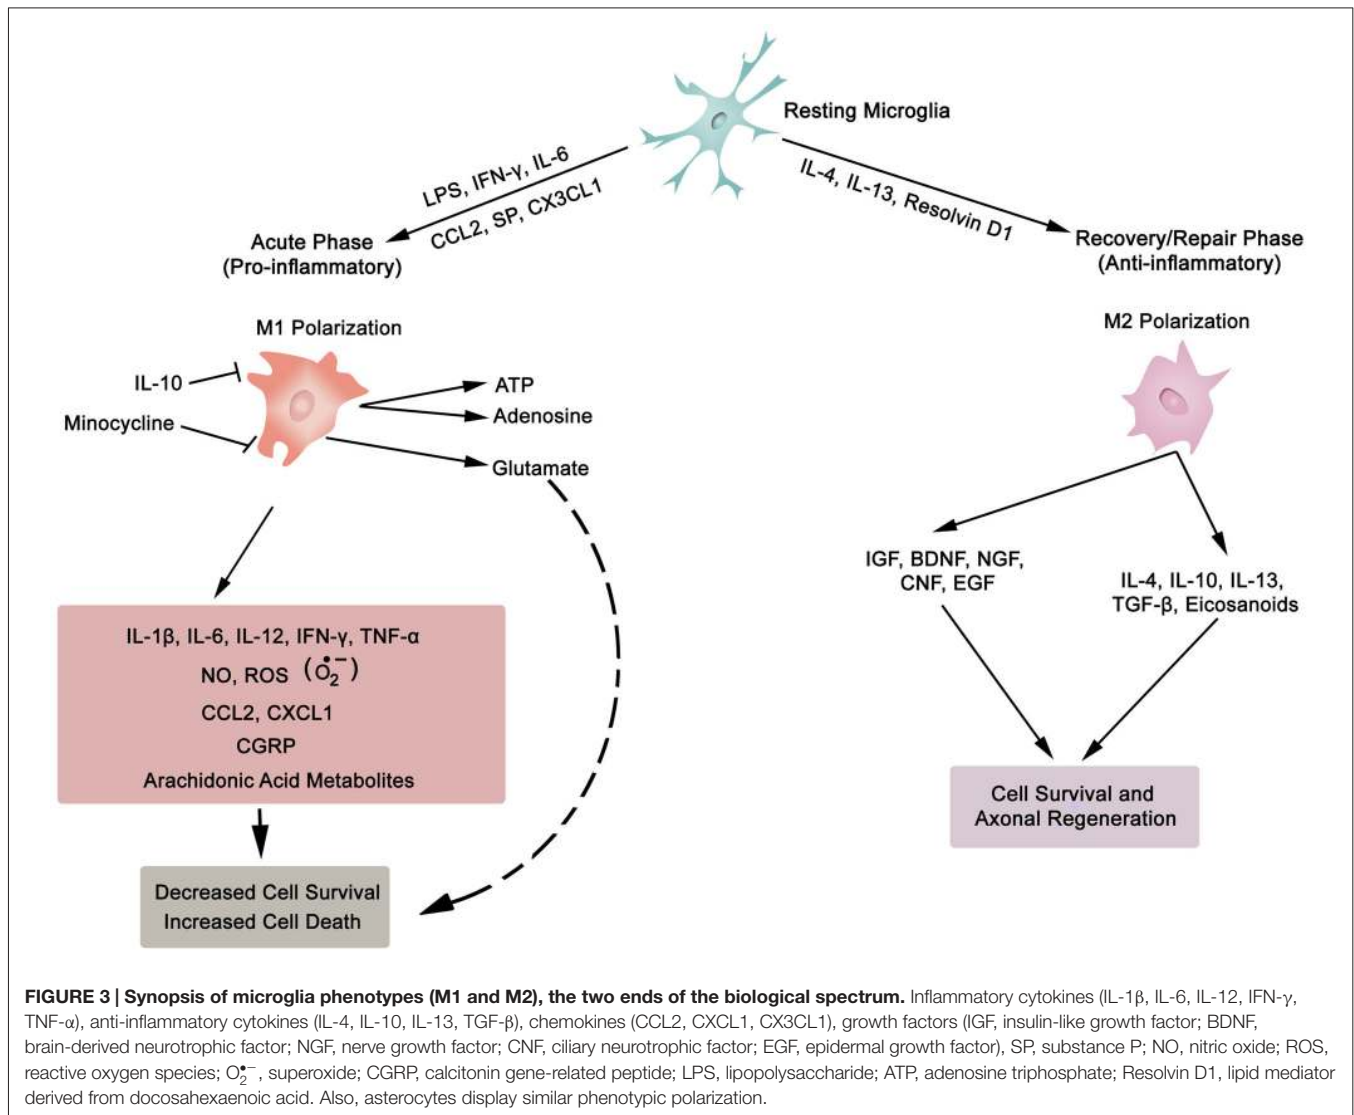 Resting Microglia
LPS, IFN-γ, IL-6
CCL2, SP, CX3CL1
IL-4, IL-13, Resolvin D1
Acute Phase
(Pro-inflammatory)
Recovery/Repair Phase
(Anti-inflammatory)
M1 Polarization
M2 Polarization
IL-10
Minocycline
ATP
Adenosine
Glutamate
IGF, BDNF, NGF,
CNF, EGF
IL-4, IL-10, IL-13,
TGF-β, Eicosanoids
IL-1β, IL-6, IL-12, IFN-γ, TNF-α
NO, ROS (O₂•−)
CCL2, CXCL1
CGRP
Arachidonic Acid Metabolites
Cell Survival and
Axonal Regeneration
Decreased Cell Survival
Increased Cell Death
FIGURE 3 | Synopsis of microglia phenotypes (M1 and M2), the two ends of the biological spectrum. Inflammatory cytokines (IL-1β, IL-6, IL-12, IFN-γ,
TNF-α), anti-inflammatory cytokines (IL-4, IL-10, IL-13, TGF-β), chemokines (CCL2, CXCL1, CX3CL1), growth factors (IGF, insulin-like growth factor; BDNF,
brain-derived neurotrophic factor; NGF, nerve growth factor; CNF, ciliary neurotrophic factor; EGF, epidermal growth factor), SP, substance P; NO, nitric oxide; ROS,
reactive oxygen species; O₂•−, superoxide; CGRP, calcitonin gene-related peptide; LPS, lipopolysaccharide; ATP, adenosine triphosphate; Resolvin D1, lipid mediator
derived from docosahexaenoic acid. Also, asterocytes display similar phenotypic polarization.